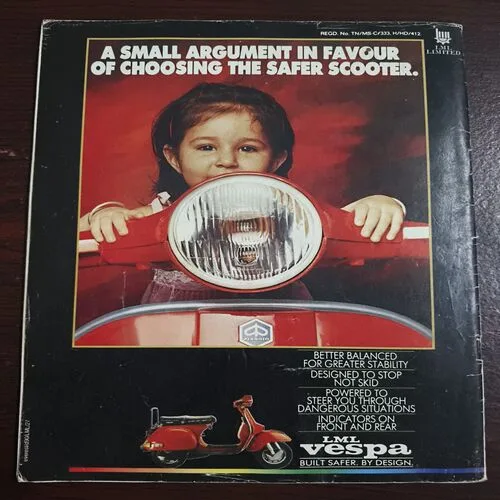 REGD. No. TN/MS C/333, H/HD/412
LML
LIMITED
A SMALL ARGUMENT IN FAVOUR
OF CHOOSING THE SAFER SCOOTER.
PIAGGIO
BETTER BALANCED
FOR GREATER STABILITY
DESIGNED TO STOP
NOT SKID
POWERED TO
STEER YOU THROUGH
DANGEROUS SITUATIONS
INDICATORS ON
FRONT AND REAR
LML
vespa
BUILT SAFER. BY DESIGN.